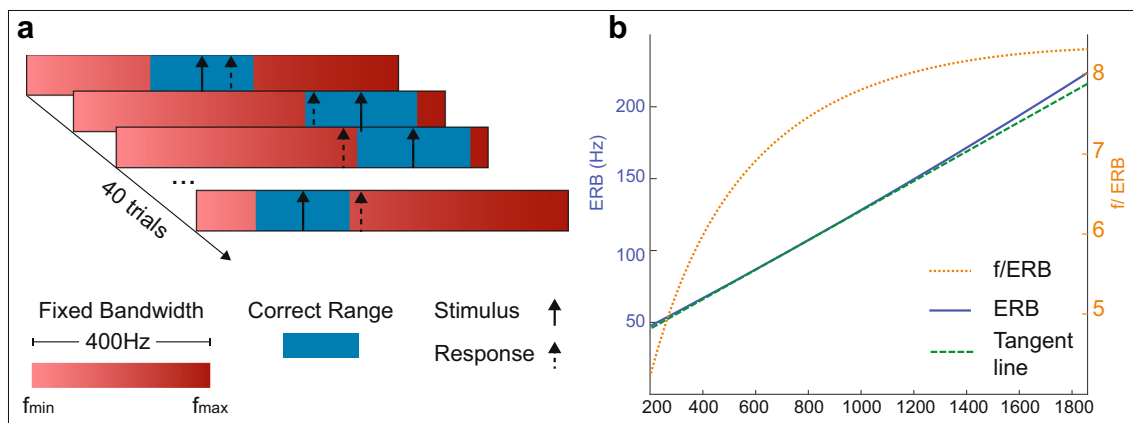 a
...
40 trials
Fixed Bandwidth
400Hz
fmin
fmax
Correct Range
Stimulus
Response
b
ERB (Hz)
200
150
100
50
f/ ERB
8
7
6
5
f/ERB
ERB
Tangent
line
200 400 600 800 1000 1200 1400 1600 1800